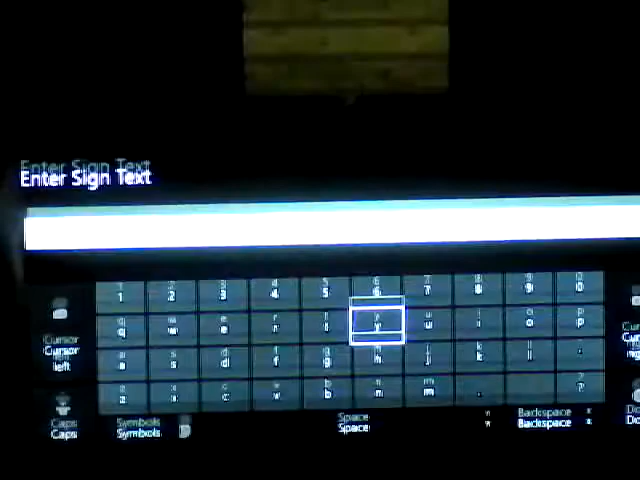 Enter Sign Text
1 2 3 4 5 6 7 8 9 0
q w e r t y u i o p
Cursor left a s d f g h j k l
Caps z x c v b n m . ?
Symbols Space Backspace